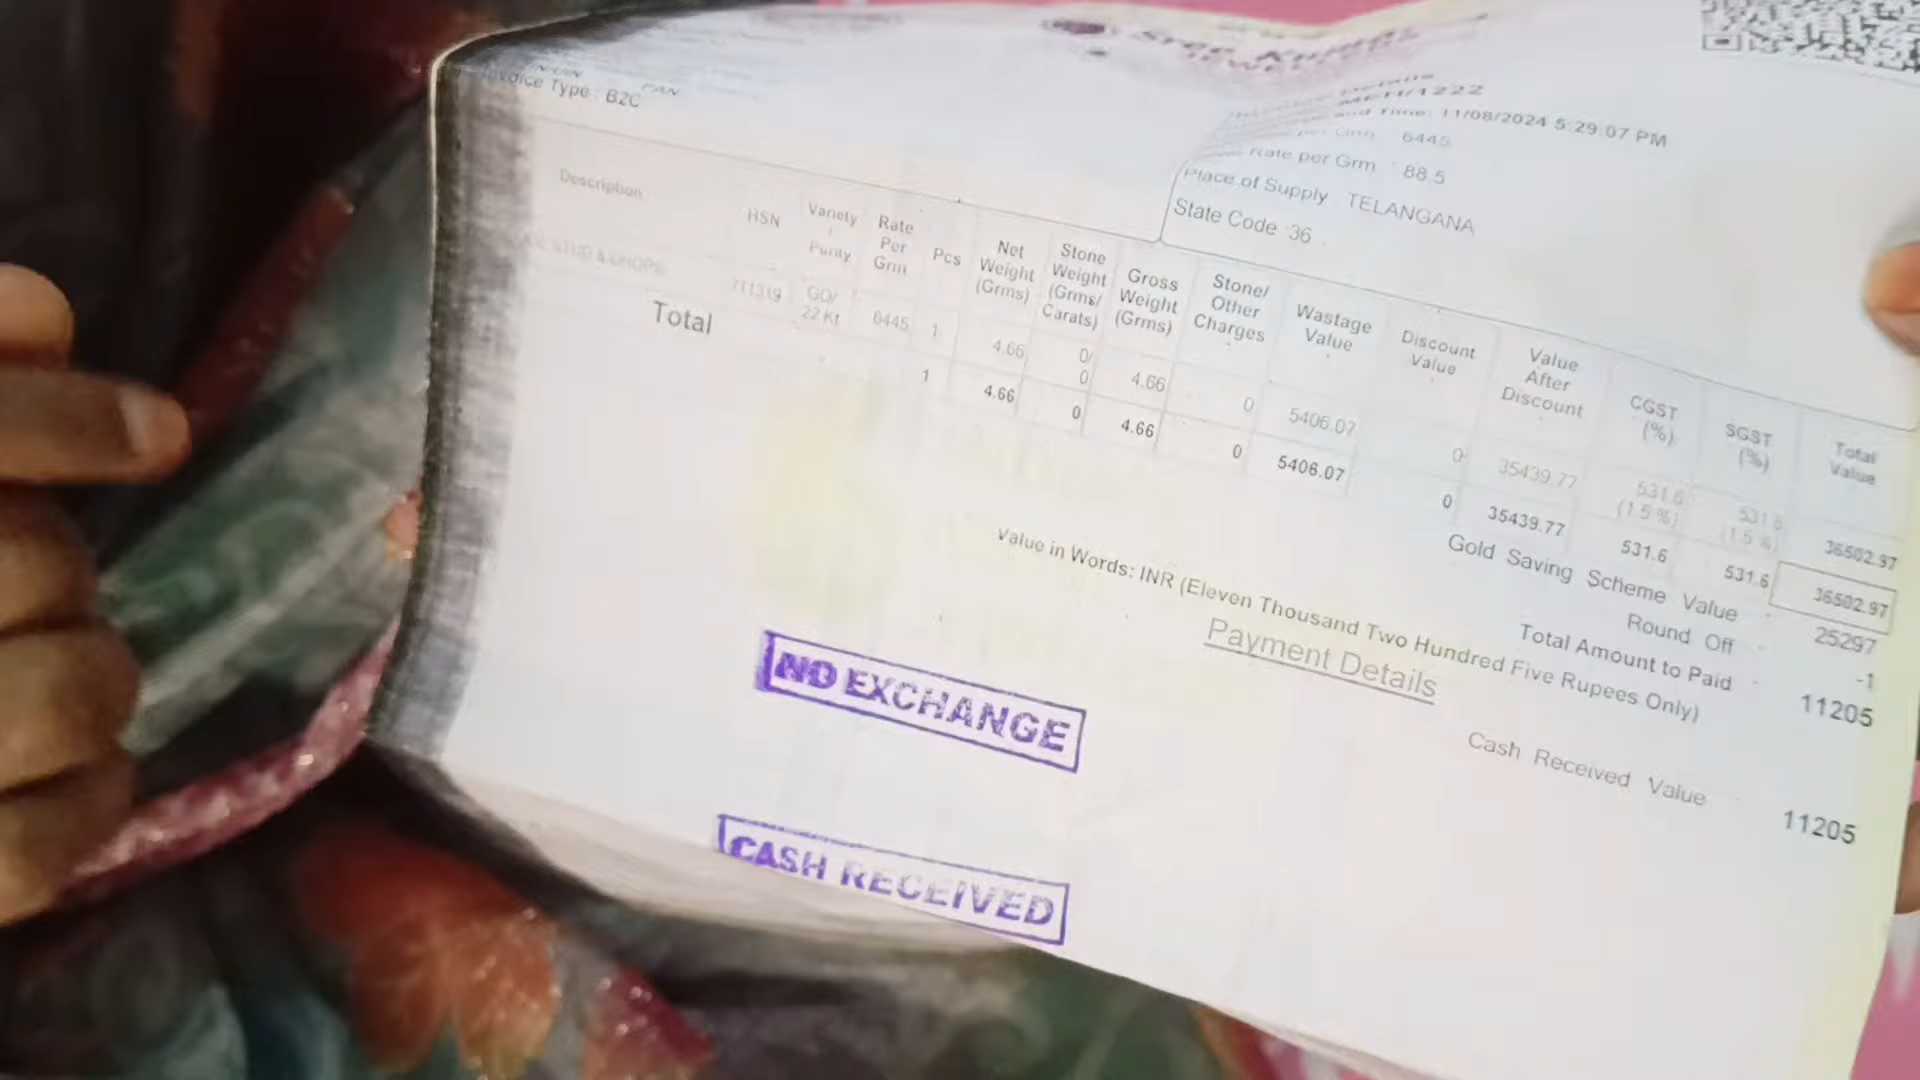 Invoice Type : B2C
PAN
11/08/2024 5:29:07 PM
6445
Rate per Grm : 88.5
Place of Supply TELANGANA
State Code :36
Description HSN Variety / Purity Rate Per Grm Pcs Net Weight (Grms) Stone Weight (Grms/ Carats) Gross Weight (Grms) Stone/ Other Charges Wastage Value Discount Value Value After Discount CGST (%) SGST (%) Total Value
STUD & DROPS 711319 GO/ 22 Kt 6445 1 4.66 0/ 0 4.66 0 5406.07 0 35439.77 531.6 (1.5 %) 531.6 (1.5 %) 36502.97
Total 1 4.66 0 4.66 0 5406.07 0 35439.77 531.6 531.6 36502.97
Gold Saving Scheme Value 25297
Round Off -1
Total Amount to Paid 11205
Value in Words: INR (Eleven Thousand Two Hundred Five Rupees Only)
Payment Details
Cash Received Value 11205
NO EXCHANGE
CASH RECEIVED